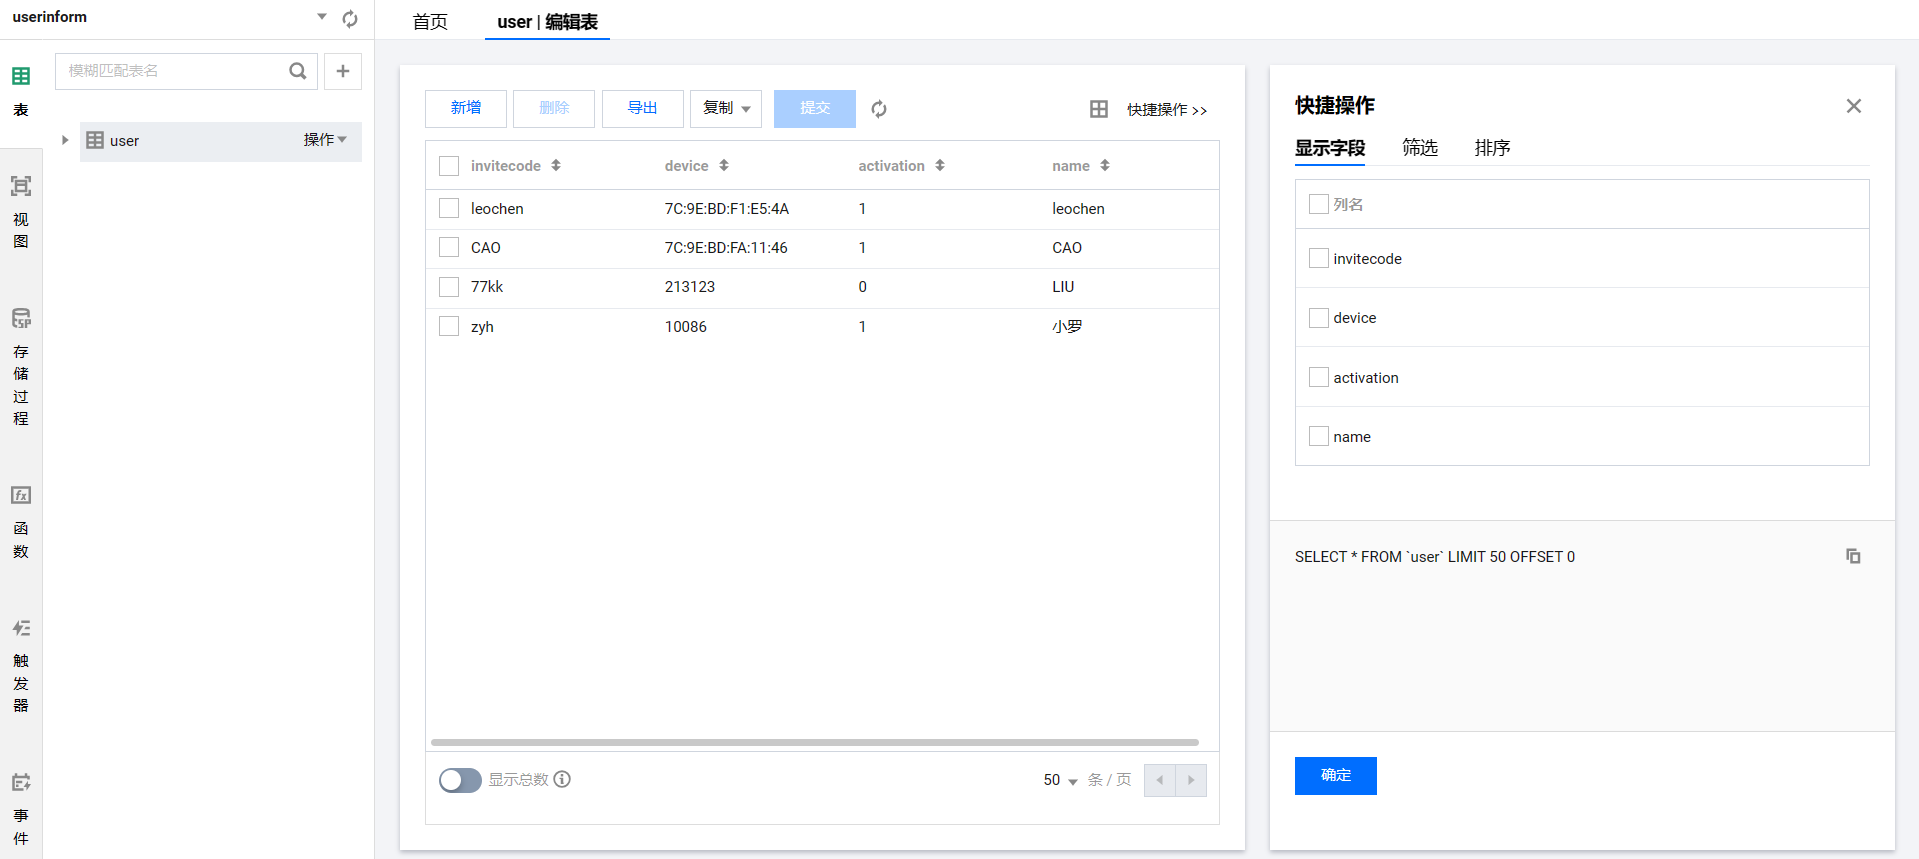 userinform
首页
user | 编辑表
模糊匹配表名
表
user
操作
视图
存储过程
函数
触发器
事件
新增
删除
导出
复制
提交
快捷操作 >>
invitecode device activation name
leochen 7C:9E:BD:F1:E5:4A 1 leochen
CAO 7C:9E:BD:FA:11:46 1 CAO
77kk 213123 0 LIU
zyh 10086 1 小罗
显示总数
50 条 / 页
快捷操作
显示字段 筛选 排序
列名
invitecode
device
activation
name
SELECT * FROM `user` LIMIT 50 OFFSET 0
确定